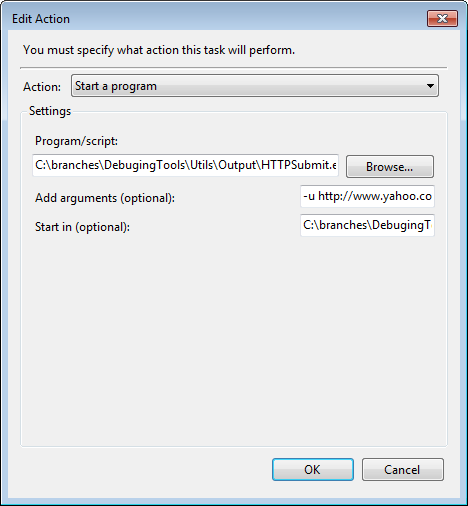 Edit Action
You must specify what action this task will perform.
Action: Start a program
Settings
Program/script:
C:\branches\DebugingTools\Utils\Output\HTTPSubmit.e Browse...
Add arguments (optional): -u http://www.yahoo.co
Start in (optional): C:\branches\DebugingT
OK Cancel